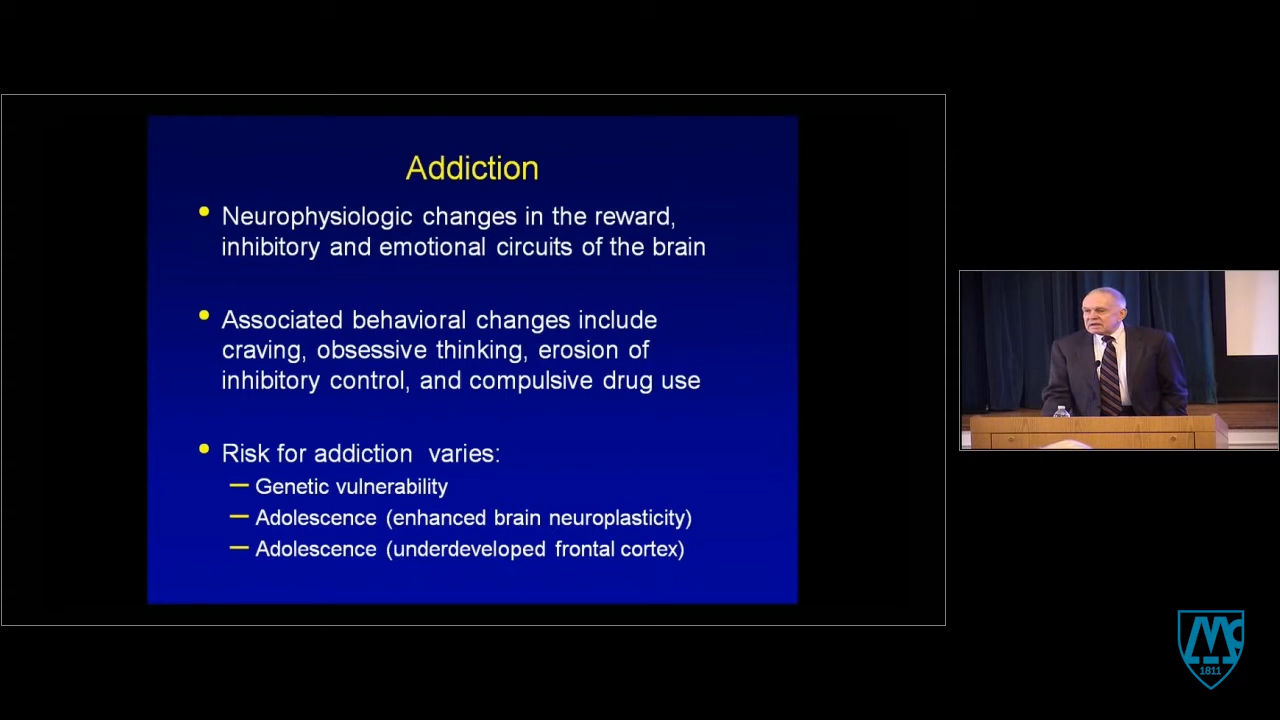 Addiction
• Neurophysiologic changes in the reward,
inhibitory and emotional circuits of the brain
• Associated behavioral changes include
craving, obsessive thinking, erosion of
inhibitory control, and compulsive drug use
• Risk for addiction varies:
— Genetic vulnerability
— Adolescence (enhanced brain neuroplasticity)
— Adolescence (underdeveloped frontal cortex)
Mc
1811